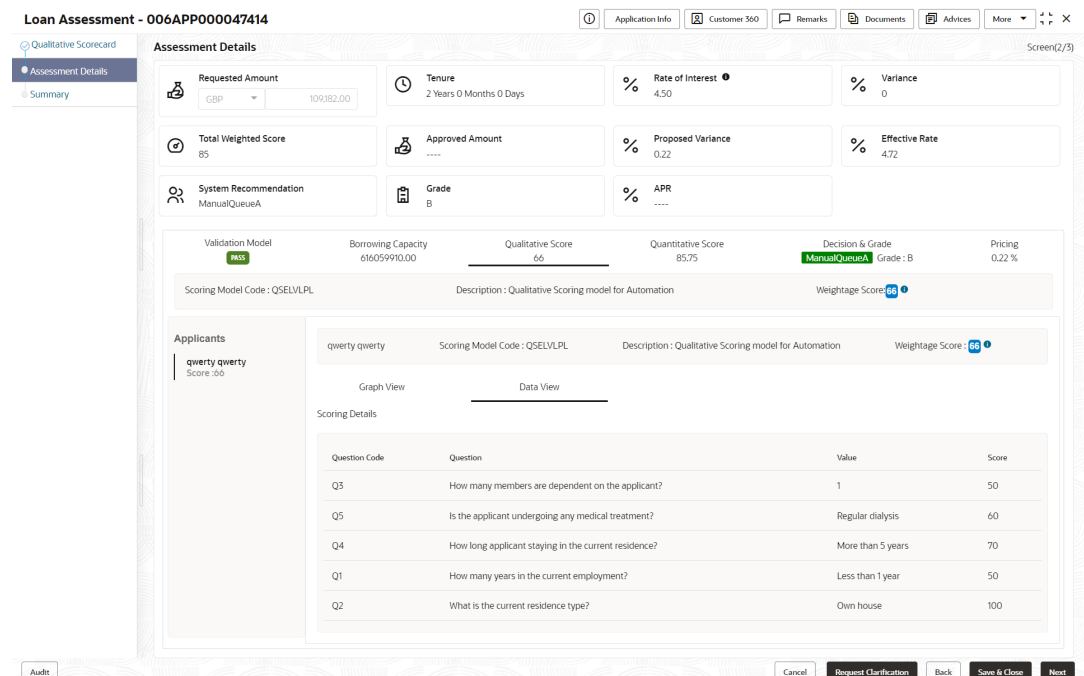 Loan Assessment - 006APP000047414
Application Info
Customer 360
Remarks
Documents
Advices
More
Qualitative Scorecard
Assessment Details
Summary
Assessment Details
Screen(2/3)
Requested Amount
GBP
109,182.00
Tenure
2 Years 0 Months 0 Days
Rate of Interest
4.50
Variance
0
Total Weighted Score
85
Approved Amount
----
Proposed Variance
0.22
Effective Rate
4.72
System Recommendation
ManualQueueA
Grade
B
APR
----
Validation Model
PASS
Borrowing Capacity
616059910.00
Qualitative Score
66
Quantitative Score
85.75
Decision & Grade
ManualQueueA Grade : B
Pricing
0.22 %
Scoring Model Code : QSELVLPL
Description : Qualitative Scoring model for Automation
Weightage Score: 66
Applicants
qwerty qwerty
Score :66
qwerty qwerty
Scoring Model Code : QSELVLPL
Description : Qualitative Scoring model for Automation
Weightage Score : 66
Graph View
Data View
Scoring Details
Question Code Question Value Score
Q3 How many members are dependent on the applicant? 1 50
Q5 Is the applicant undergoing any medical treatment? Regular dialysis 60
Q4 How long applicant staying in the current residence? More than 5 years 70
Q1 How many years in the current employment? Less than 1 year 50
Q2 What is the current residence type? Own house 100
Audit
Cancel
Request Clarification
Back
Save & Close
Next